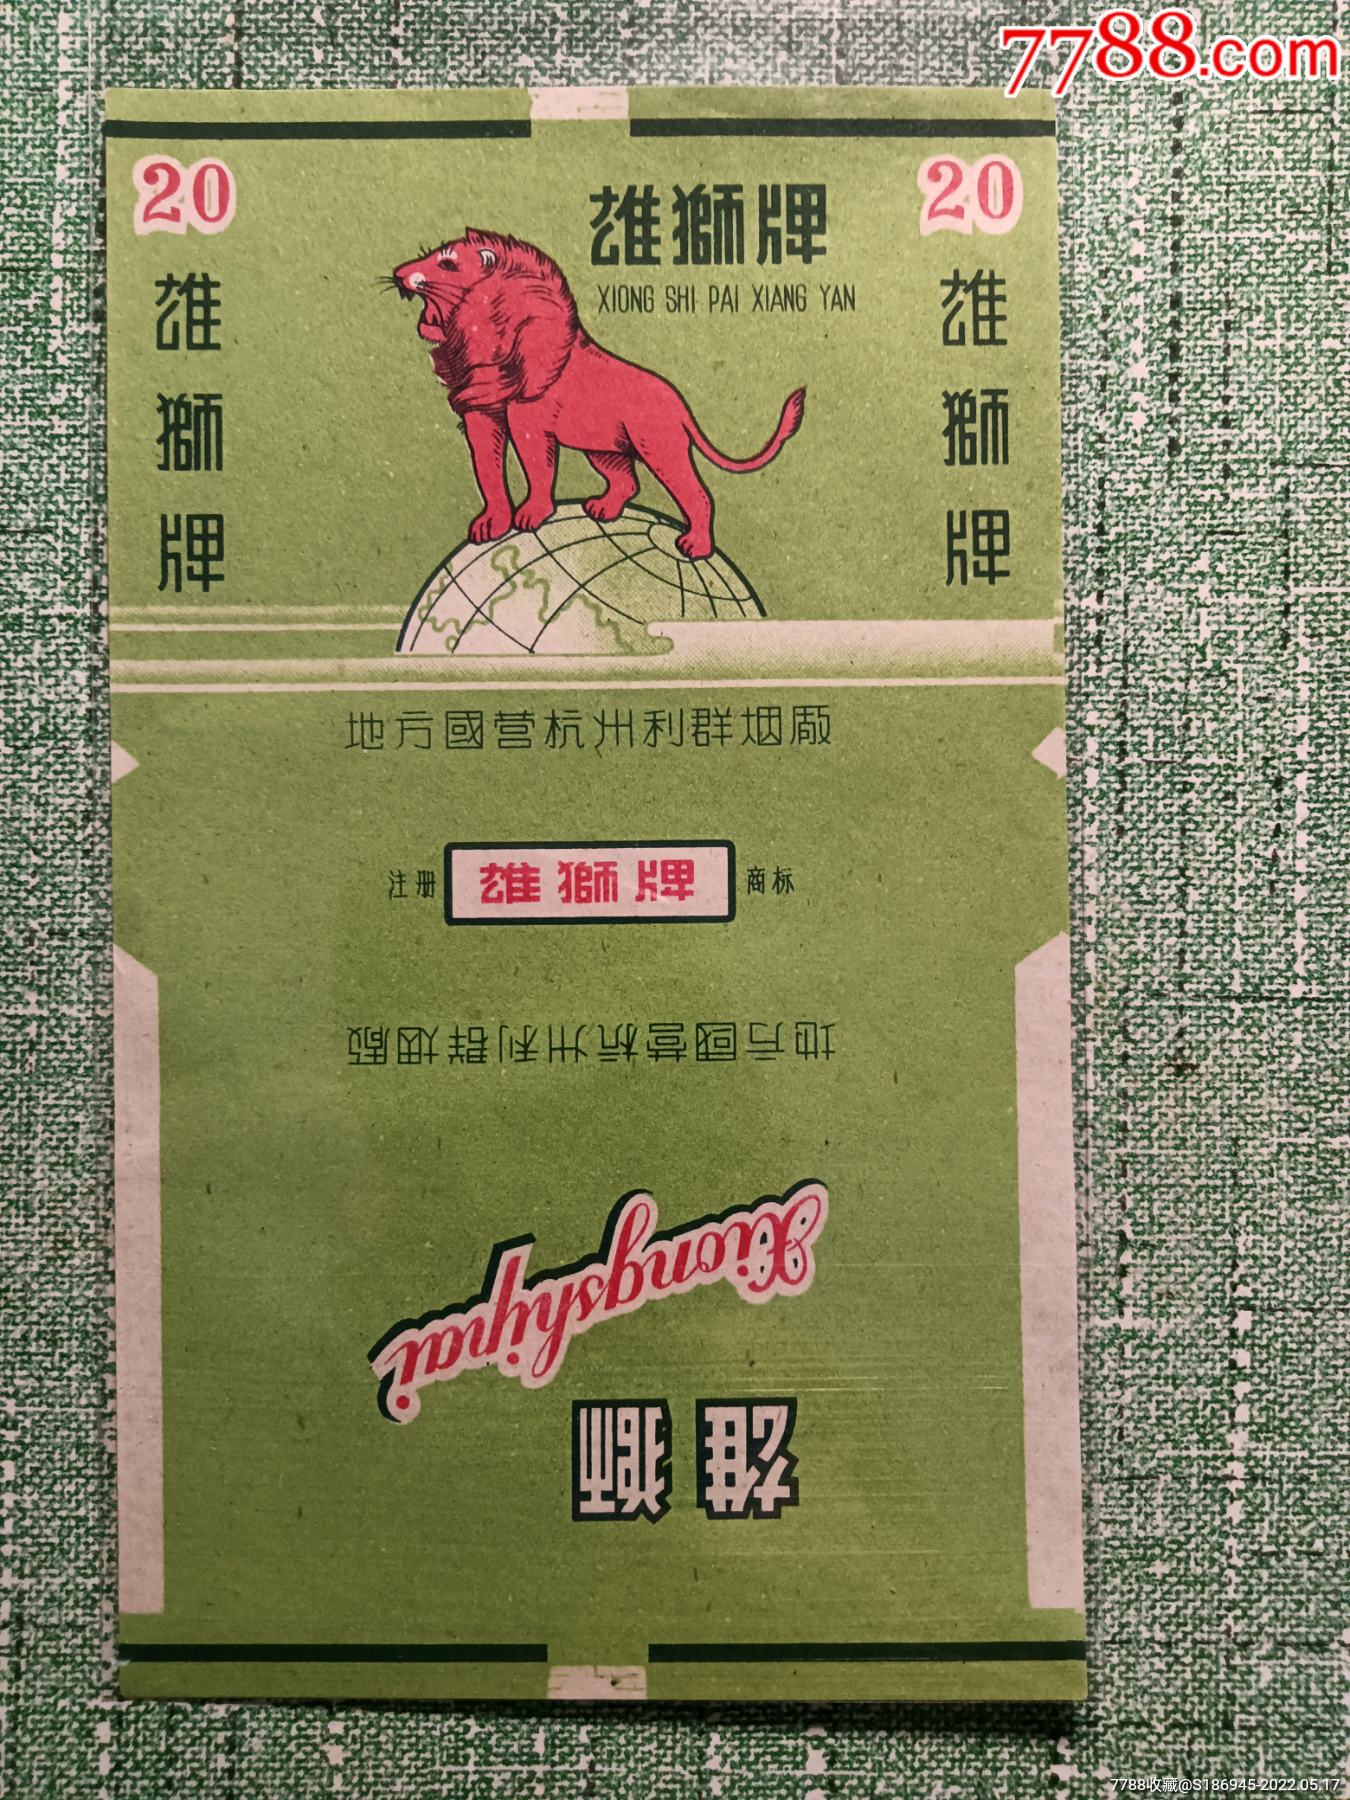 7788.com
20
20
雄獅牌
XIONG SHI PAI XIANG YAN
雄獅牌
雄獅牌
地方國营杭州利群烟厰
注册
雄獅牌
商标
地方國营杭州利群烟厰
Xiongshipai
雄獅
7788收藏@S186945-2022.05.17